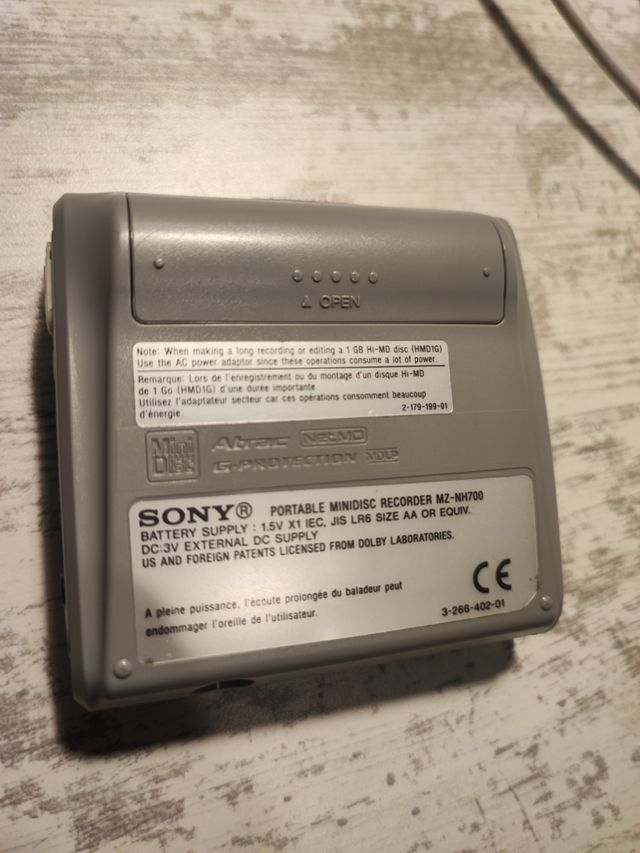 △ OPEN
Note: When making a long recording or editing a 1 GB Hi-MD disc (HMD1G)
Use the AC power adaptor since these operations consume a lot of power.
Remarque: Lors de l'enregistrement ou du montage d'un disque Hi-MD
de 1 Go (HMD1G) d'une durée importante
Utilisez l'adaptateur secteur car ces opérations consomment beaucoup
d'énergie.
2-179-199-01
Mini Disc Atrac NetMD
G-PROTECTION MDLP
SONY® PORTABLE MINIDISC RECORDER MZ-NH700
BATTERY SUPPLY : 1.5V X1 IEC, JIS LR6 SIZE AA OR EQUIV.
DC:3V EXTERNAL DC SUPPLY
US AND FOREIGN PATENTS LICENSED FROM DOLBY LABORATORIES.
CE
A pleine puissance, l'écoute prolongée du baladeur peut
endommager l'oreille de l'utilisateur.
3-266-402-01